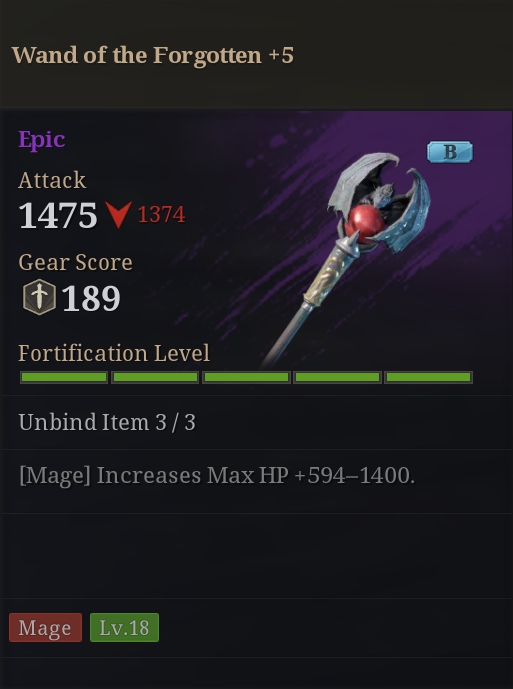 Wand of the Forgotten +5
Epic
B
Attack
1475 1374
Gear Score
189
Fortification Level
Unbind Item 3 / 3
[Mage] Increases Max HP +594–1400.
Mage Lv.18